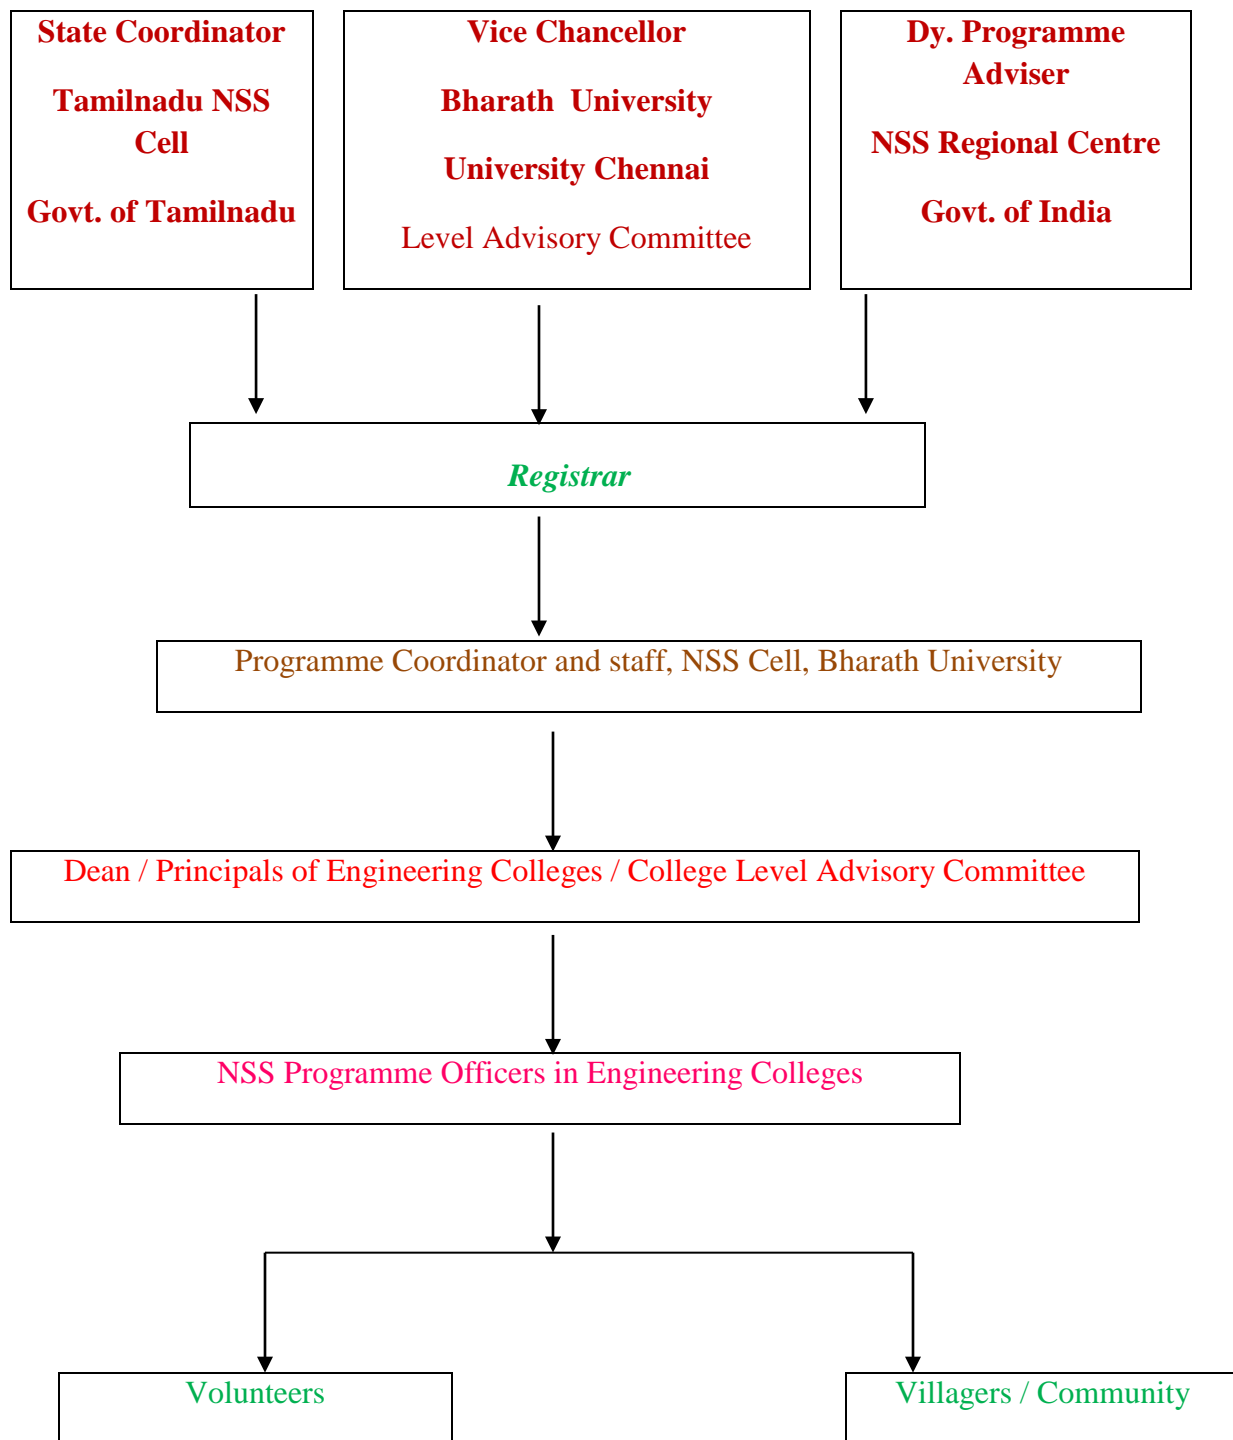 State Coordinator
Tamilnadu NSS
Cell
Govt. of Tamilnadu
Vice Chancellor
Bharath University
University Chennai
Level Advisory Committee
Dy. Programme
Adviser
NSS Regional Centre
Govt. of India
Registrar
Programme Coordinator and staff, NSS Cell, Bharath University
Dean / Principals of Engineering Colleges / College Level Advisory Committee
NSS Programme Officers in Engineering Colleges
Volunteers
Villagers / Community